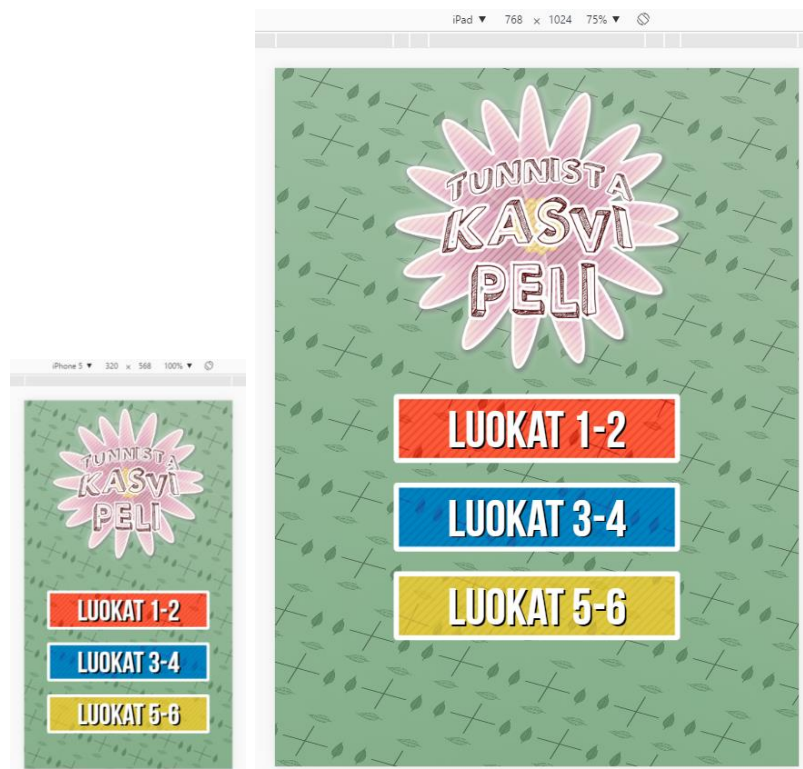 iPad ▼ 768 × 1024 75% ▼
TUNNISTA
KASVI
PELI
LUOKAT 1-2
LUOKAT 3-4
LUOKAT 5-6
iPhone 5 ▼ 320 × 568 100% ▼
TUNNISTA
KASVI
PELI
LUOKAT 1-2
LUOKAT 3-4
LUOKAT 5-6